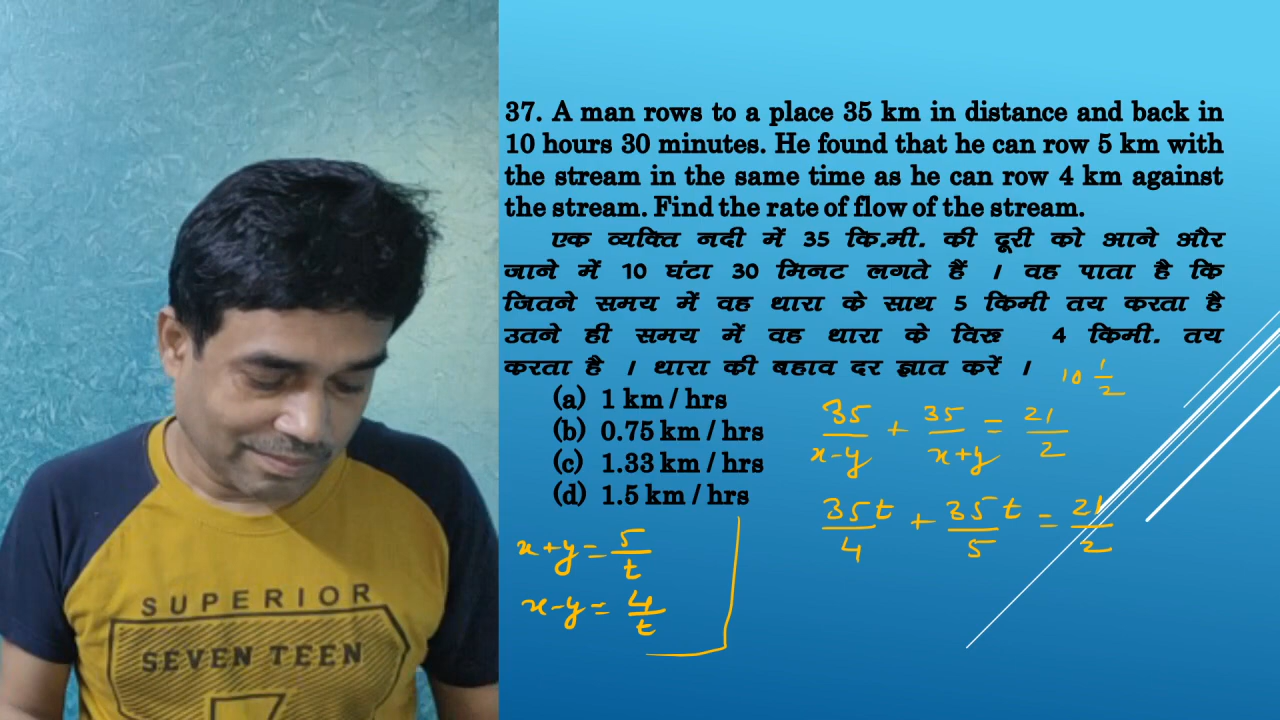 37. A man rows to a place 35 km in distance and back in
10 hours 30 minutes. He found that he can row 5 km with
the stream in the same time as he can row 4 km against
the stream. Find the rate of flow of the stream.
एक व्यक्ति नदी में 35 कि.मी. की दूरी को आने और
जाने में 10 घंटा 30 मिनट लगते हैं । वह पाता है कि
जितने समय में वह धारा के साथ 5 किमी तय करता है
उतने ही समय में वह धारा के 4 किमी. तय
करता है । धारा की बहाव दर ज्ञात करें ।
(a) 1 km / hrs
(b) 0.75 km / hrs
(c) 1.33 km / hrs
(d) 1.5 km / hrs
10 1/2
35/(x-y) + 35/(x+y) = 21/2
35t/4 + 35t/5 = 21/2
x+y = 5/t
x-y = 4/t
SUPERIOR
SEVEN TEEN